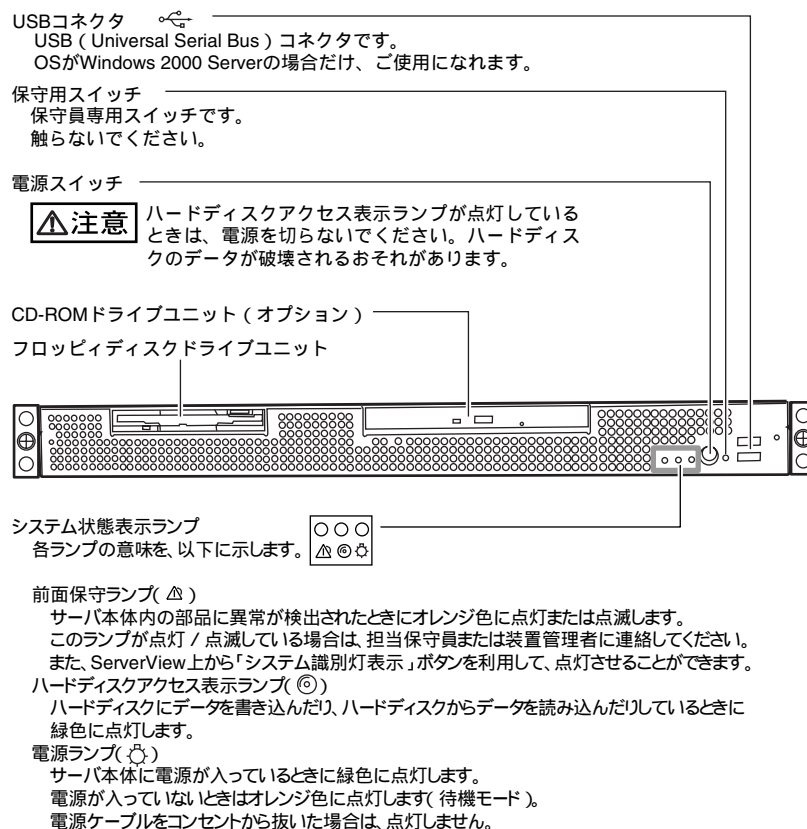 USBコネクタ
USB(Universal Serial Bus)コネクタです。
OSがWindows 2000 Serverの場合だけ、ご使用になれます。
保守用スイッチ
保守員専用スイッチです。
触らないでください。
電源スイッチ
注意
ハードディスクアクセス表示ランプが点灯している
ときは、電源を切らないでください。ハードディス
クのデータが破壊されるおそれがあります。
CD-ROMドライブユニット(オプション)
フロッピィディスクドライブユニット
システム状態表示ランプ
各ランプの意味を、以下に示します。
前面保守ランプ( )
サーバ本体内の部品に異常が検出されたときにオレンジ色に点灯または点滅します。
このランプが点灯/点滅している場合は、担当保守員または装置管理者に連絡してください。
また、ServerView上から「システム識別灯表示」ボタンを利用して、点灯させることができます。
ハードディスクアクセス表示ランプ( )
ハードディスクにデータを書き込んだり、ハードディスクからデータを読み込んだりしているときに
緑色に点灯します。
電源ランプ( )
サーバ本体に電源が入っているときに緑色に点灯します。
電源が入っていないときはオレンジ色に点灯します(待機モード)。
電源ケーブルをコンセントから抜いた場合は、点灯しません。